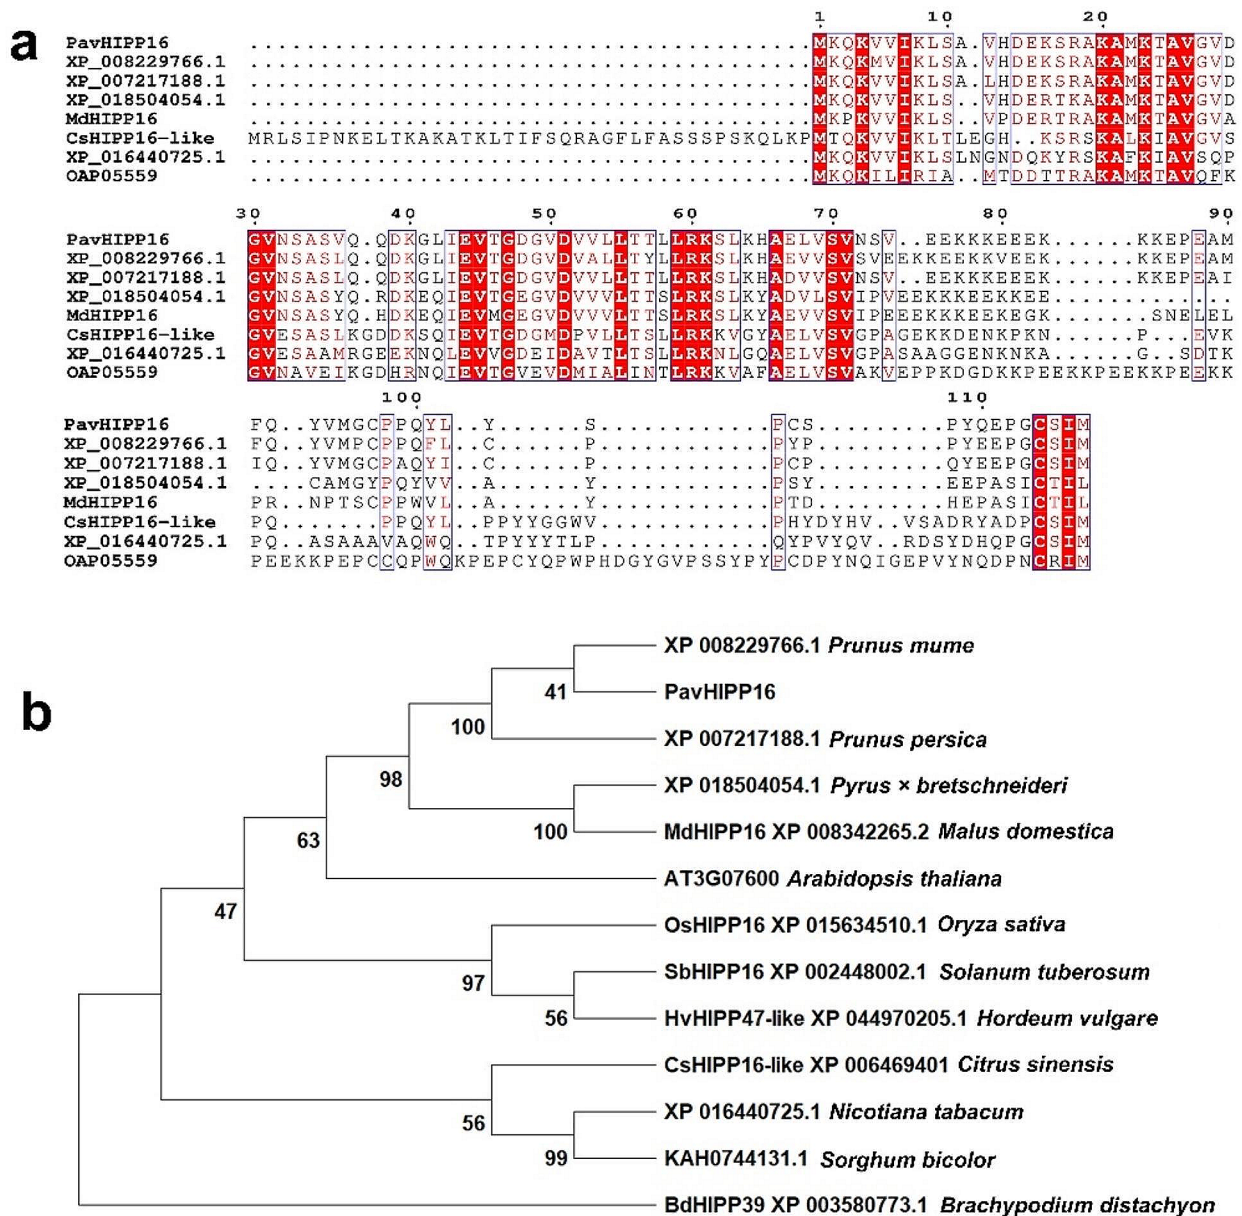 a
1 10 20
PavHIPP16 ............................................MKQKVVIKLSA.VHDEKSRAKAMKTAVGVD
XP_008229766.1 ............................................MKQKMVIKLSA.LHDEKSRAKAMKTAVGVD
XP_007217188.1 ............................................MKQKVVIKLSA.LHDEKSRAKAMKTAVGVD
XP_018504054.1 ............................................MKQKVVIKLS..VHDERTKAKAMKTAVGVD
MdHIPP16 ............................................MKPKVVIKLS..VPDERTKAKAMKTAVGVA
CsHIPP16-like MRLSIPNKELTKAKATKLTIFSQRAGFLFASSSPSKQLKPMTQKVVIKLTLEGH..KSRSKALKIAVGVS
XP_016440725.1 ............................................MKQKVVIKLSLNGNDQKYRSKAFKIAVSQP
OAP05559 ............................................MKQKILIRIA..MTDDTTRAKAMKTAVQFK
30 40 50 60 70 80 90
PavHIPP16 GVNSASVQ.QDKGLIEVTGDGVDVVLLTTLLRKSLKHAELVSVNSV..EEKKKEEEK......KKEPEAM
XP_008229766.1 GVNSASLQ.QDKGLIEVTGDGVDVALLTYLLRKSLKHADVVSVSVEEKKEEKKVEEK......KKEPEAM
XP_007217188.1 GVNSASLQ.QDKGLIEVTGDGVDVVLLTTLLRKSLKHADVVSVNSV..EEKKKEEEK......KKEPEAI
XP_018504054.1 GVNSASYQ.RDKEQIEVTGEGVDVVVLTTSLRKSLKYADVLSVIPVEEKKKEEKKEE.............
MdHIPP16 GVNSASYQ.HDKEQIEVMGEGVDVVVLTTSLRKSLKYAEVVSVIPEEEKKKEEKEGK.......SNELEL
CsHIPP16-like GVESASLKGDDKSQIEVTGDGMDPVLLTSLLRKKVGYAELVSVGPAGEKKDENKPKN......P...EVK
XP_016440725.1 GVESAAMRGEEKNQLEVVGDEIDAVTLTSLLRKNLGQAELVSVGPASAAGGENKNKA......G..SDTK
OAP05559 GVNAVEIKGDHRNQIEVTGVEVDMIALINTLRKKVAFAELVSVAKVEPPKDGDKKPEEKKPEEKKPEEKK
100 110
PavHIPP16 FQ..YVMGCPPQYL..Y......S............PCS.........PYQEPGCSIM
XP_008229766.1 FQ..YVMPCPPQFL..C......P............PYP.........PYEEPGCSIM
XP_007217188.1 IQ..YVMGCPAQYI..C......P............PCP.........QYEEPGCSIM
XP_018504054.1 ....CAMGYPQYVV..A......Y............PSY.........EEPASICTIL
MdHIPP16 PR..NPTSCPPWVL..A......Y............PTD.........HEPASICTIL
CsHIPP16-like PQ.......PPQYL..PPYYGGWV............PHYDYHV..VSADRYADPCSIM
XP_016440725.1 PQ..ASAAAVAQWQ..TPYYYTLP............QYPVYQV..RDSYDHQPGCSIM
OAP05559 PEEKKPEPCCQPWQKPEPCYQPWPHDGYGVPSSYPYPCDPYNQIGEPVYNQDPNCRIM
b
XP 008229766.1 Prunus mume
41 PavHIPP16
100 XP 007217188.1 Prunus persica
98 XP 018504054.1 Pyrus × bretschneideri
100 MdHIPP16 XP 008342265.2 Malus domestica
63
AT3G07600 Arabidopsis thaliana
47
OsHIPP16 XP 015634510.1 Oryza sativa
97 SbHIPP16 XP 002448002.1 Solanum tuberosum
56 HvHIPP47-like XP 044970205.1 Hordeum vulgare
CsHIPP16-like XP 006469401 Citrus sinensis
56 XP 016440725.1 Nicotiana tabacum
99 KAH0744131.1 Sorghum bicolor
BdHIPP39 XP 003580773.1 Brachypodium distachyon